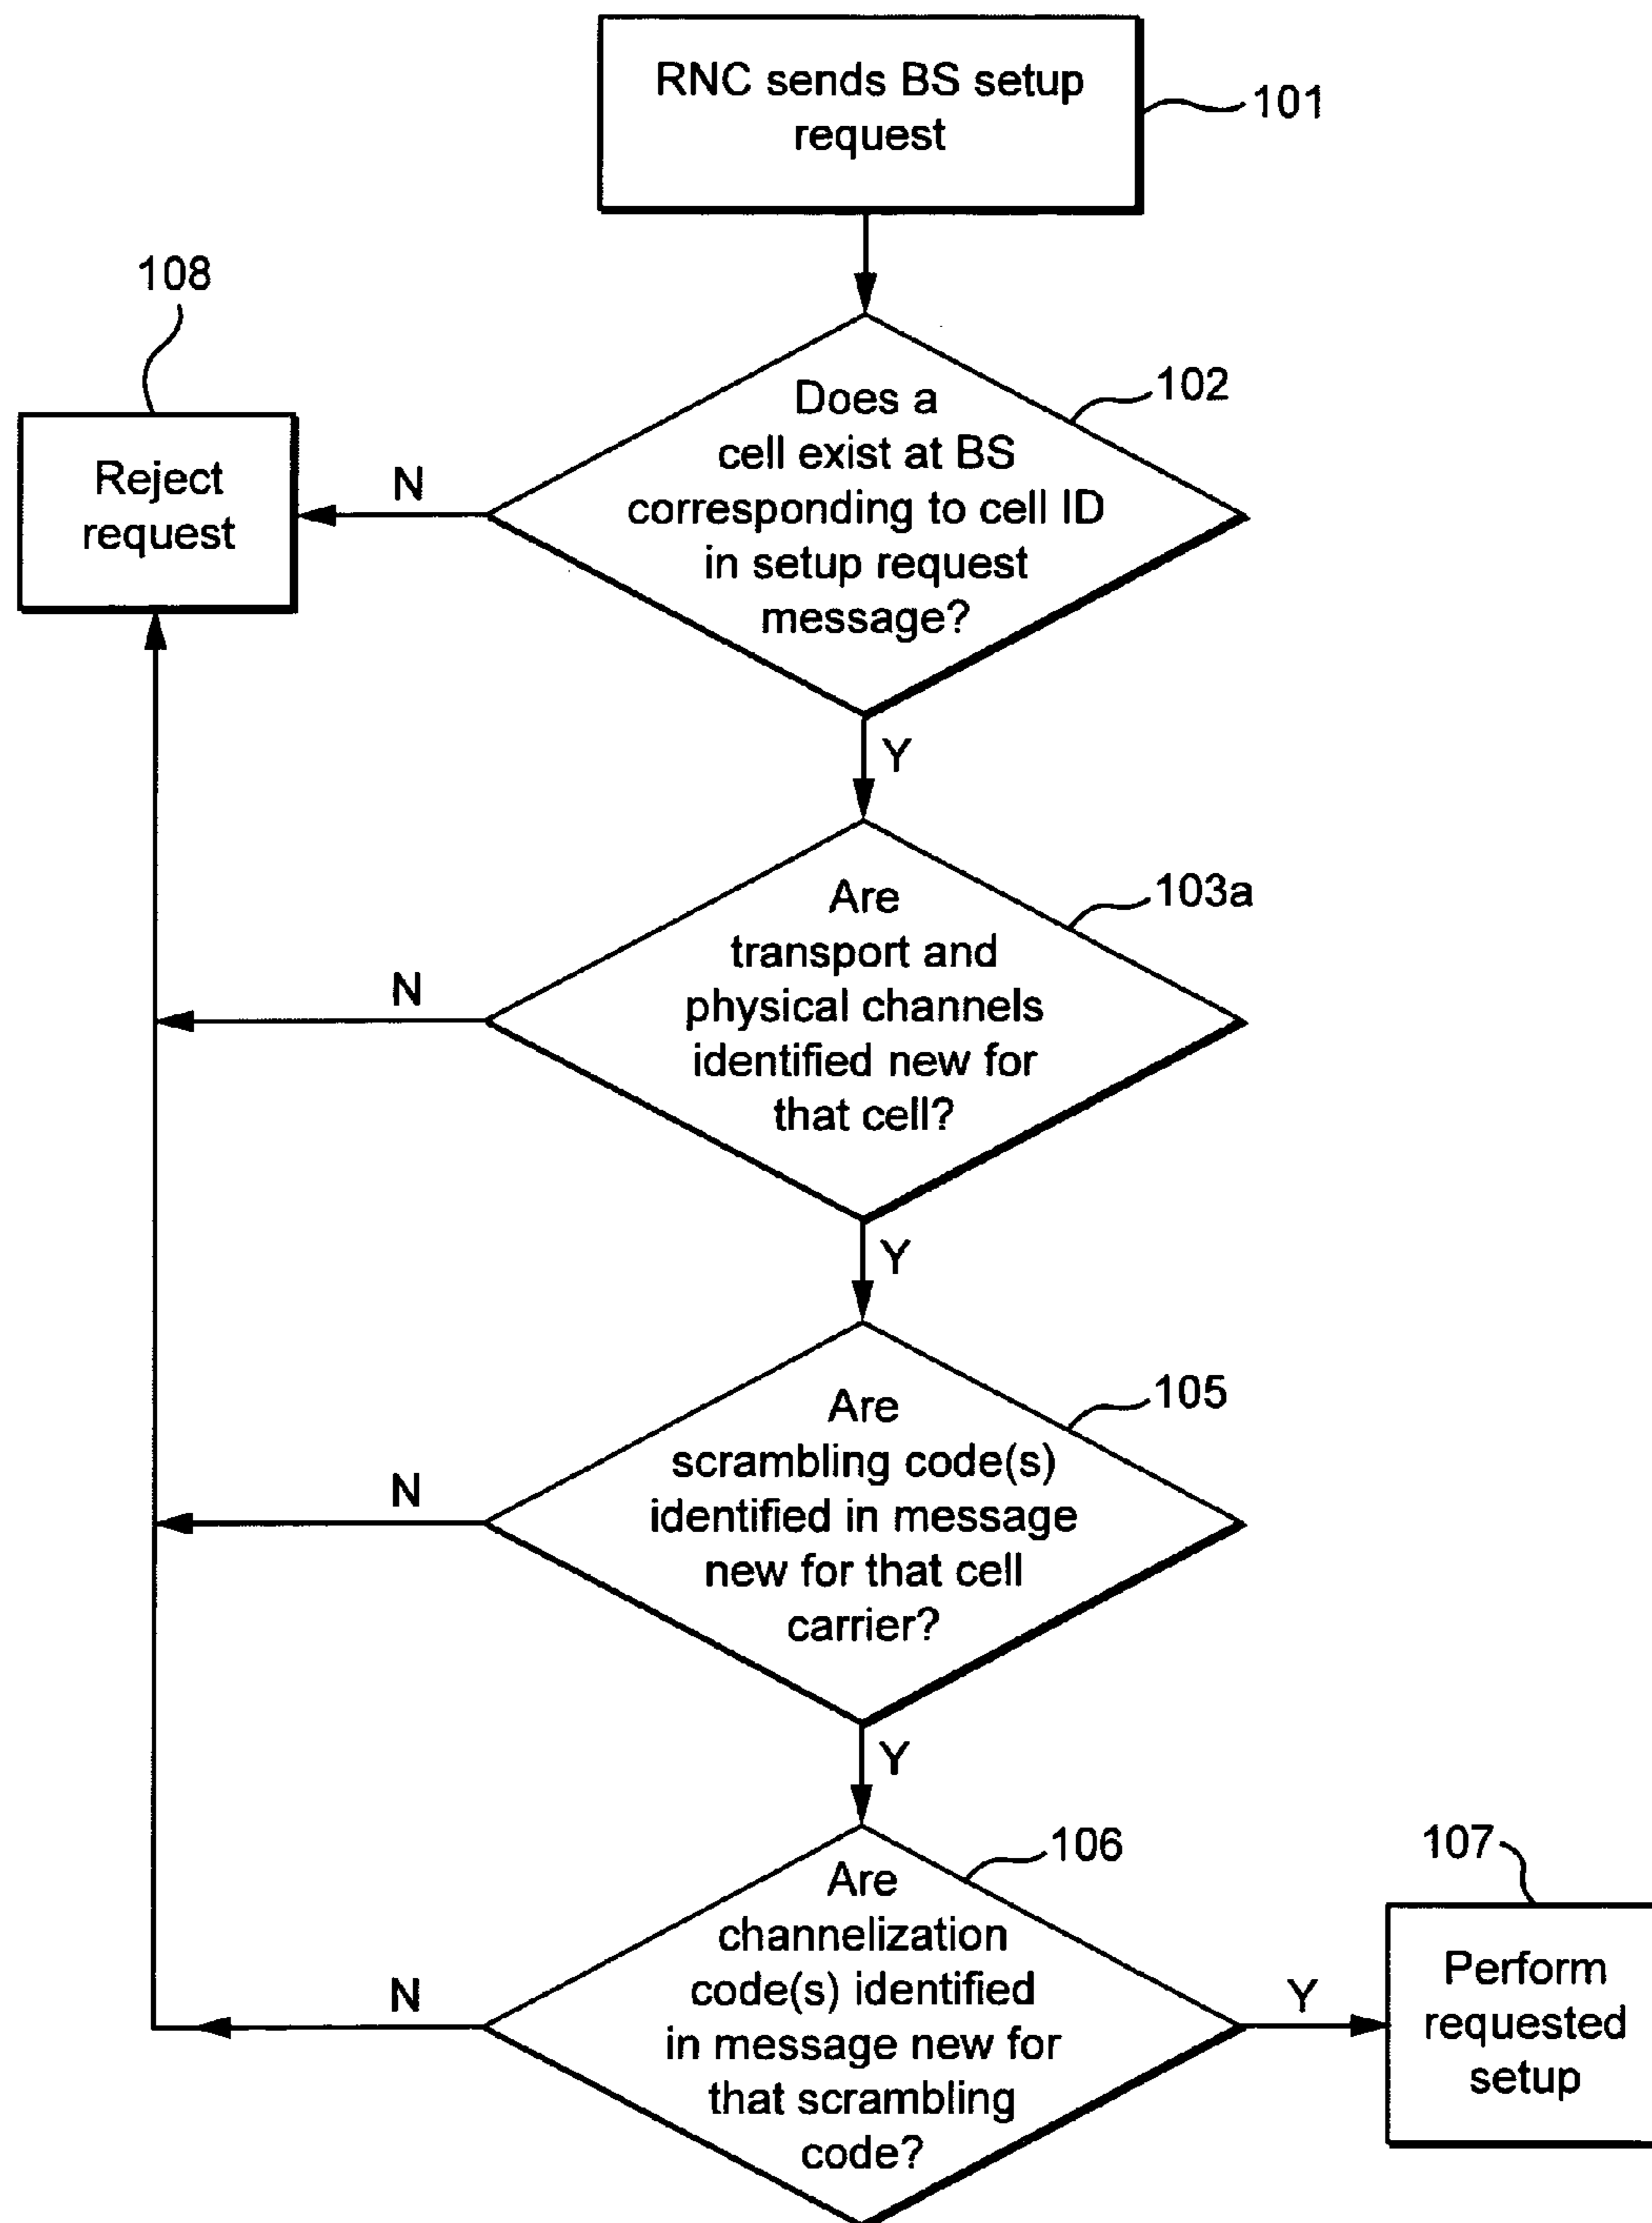 RNC sends BS setup
request
101
108
Reject
request
N
Does a
cell exist at BS
corresponding to cell ID
in setup request
message?
102
Y
Are
transport and
physical channels
identified new for
that cell?
103a
N
Y
Are
scrambling code(s)
identified in message
new for that cell
carrier?
105
N
Y
Are
channelization
code(s) identified
in message new for
that scrambling
code?
106
N
Y
107
Perform
requested
setup